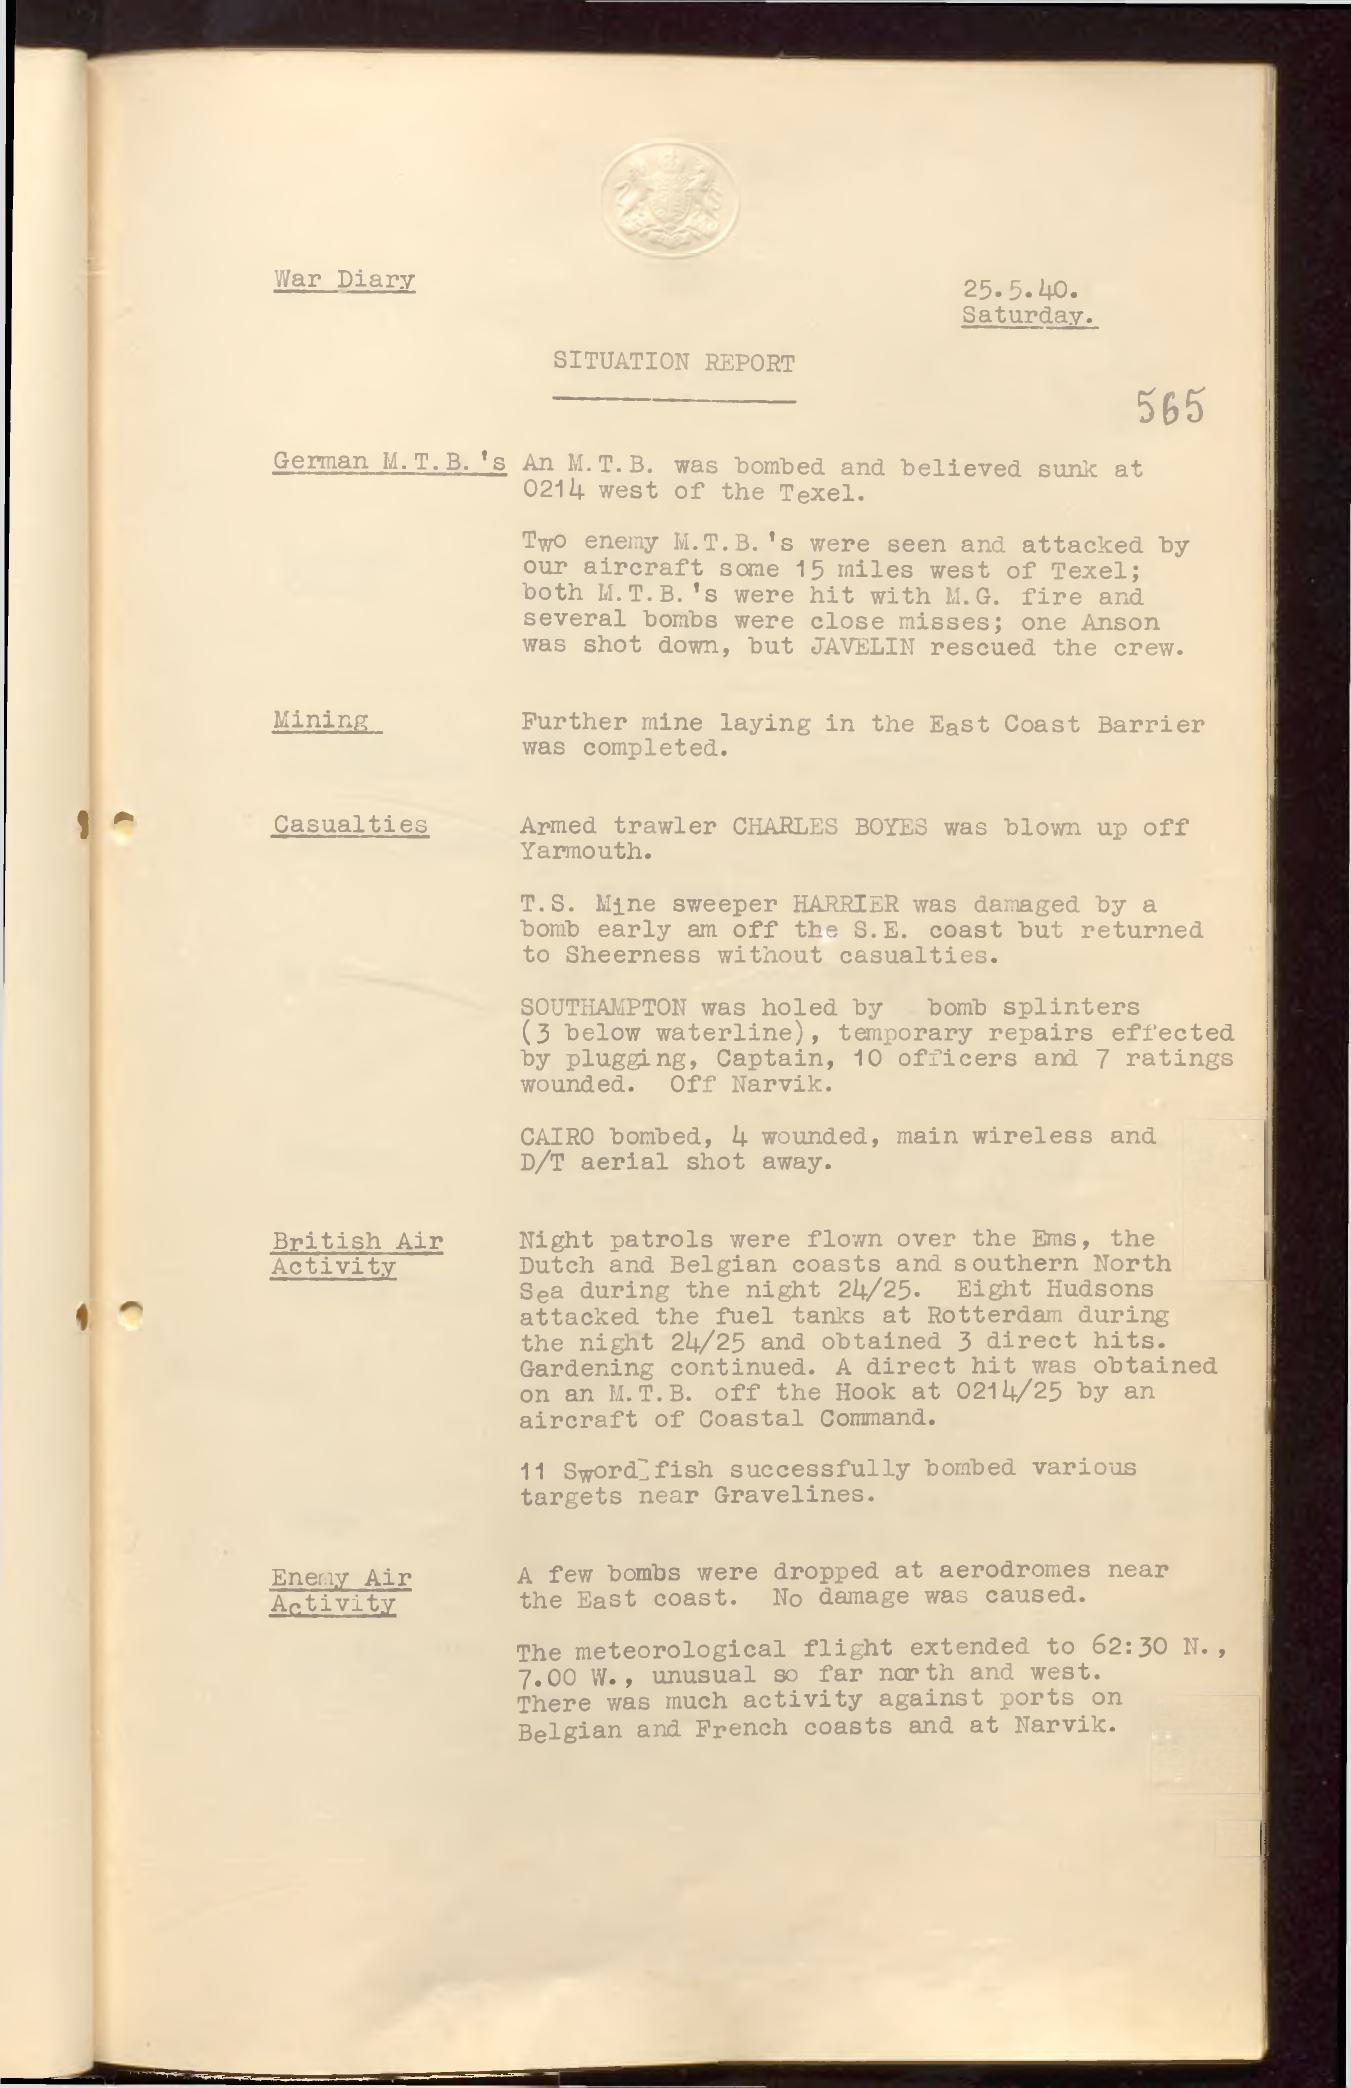 War Diary
25.5.40.
Saturday.
SITUATION REPORT
565
German M.T.B.'s An M.T.B. was bombed and believed sunk at
0214 west of the Texel.
Two enemy M.T.B.'s were seen and attacked by
our aircraft some 15 miles west of Texel;
both M.T.B.'s were hit with M.G. fire and
several bombs were close misses; one Anson
was shot down, but JAVELIN rescued the crew.
Mining Further mine laying in the East Coast Barrier
was completed.
Casualties Armed trawler CHARLES BOYES was blown up off
Yarmouth.
T.S. Mine sweeper HARRIER was damaged by a
bomb early am off the S.E. coast but returned
to Sheerness without casualties.
SOUTHAMPTON was holed by bomb splinters
(3 below waterline), temporary repairs effected
by plugging, Captain, 10 officers and 7 ratings
wounded. Off Narvik.
CAIRO bombed, 4 wounded, main wireless and
D/T aerial shot away.
British Air Night patrols were flown over the Ems, the
Activity Dutch and Belgian coasts and southern North
Sea during the night 24/25. Eight Hudsons
attacked the fuel tanks at Rotterdam during
the night 24/25 and obtained 3 direct hits.
Gardening continued. A direct hit was obtained
on an M.T.B. off the Hook at 0214/25 by an
aircraft of Coastal Command.
11 Sword fish successfully bombed various
targets near Gravelines.
Enemy Air A few bombs were dropped at aerodromes near
Activity the East coast. No damage was caused.
The meteorological flight extended to 62:30 N.,
7.00 W., unusual so far north and west.
There was much activity against ports on
Belgian and French coasts and at Narvik.